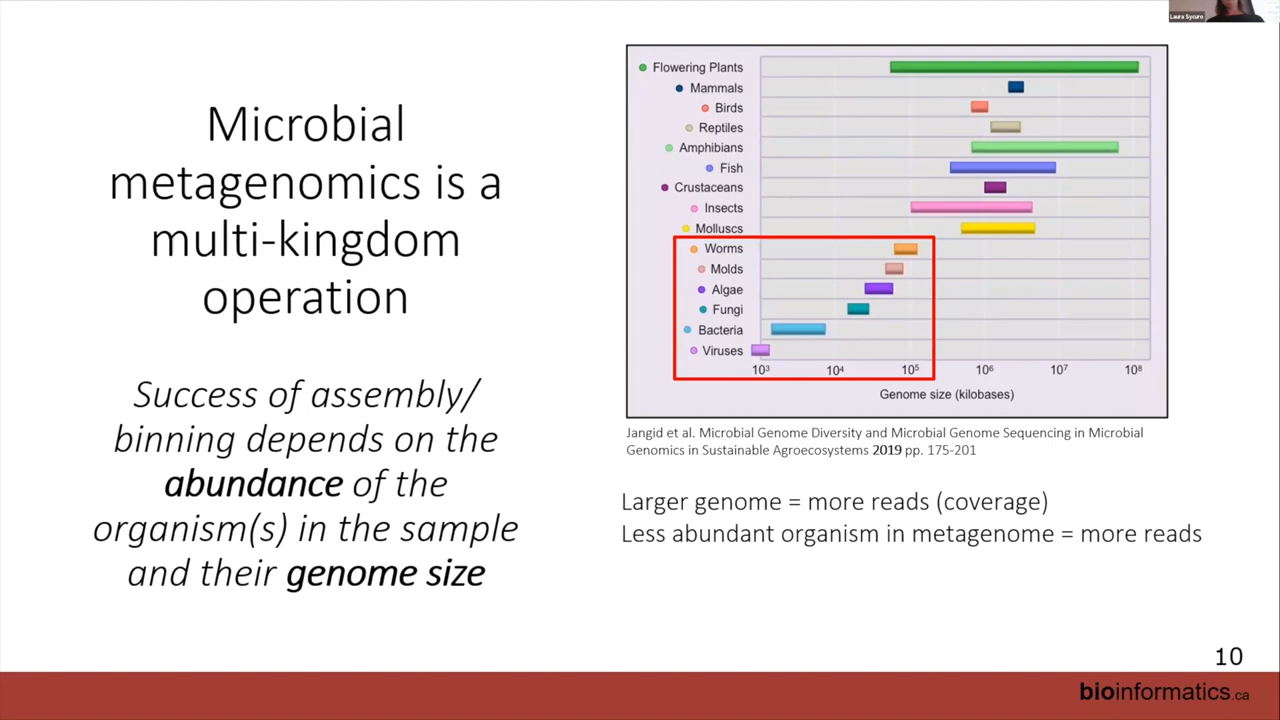 Laura Sycuro
Microbial
metagenomics is a
multi-kingdom
operation
Success of assembly/
binning depends on the
abundance of the
organism(s) in the sample
and their genome size
Flowering Plants
Mammals
Birds
Reptiles
Amphibians
Fish
Crustaceans
Insects
Molluscs
Worms
Molds
Algae
Fungi
Bacteria
Viruses
10³ 10⁴ 10⁵ 10⁶ 10⁷ 10⁸
Genome size (kilobases)
Jangid et al. Microbial Genome Diversity and Microbial Genome Sequencing in Microbial
Genomics in Sustainable Agroecosystems 2019 pp. 175-201
Larger genome = more reads (coverage)
Less abundant organism in metagenome = more reads
10
bioinformatics.ca